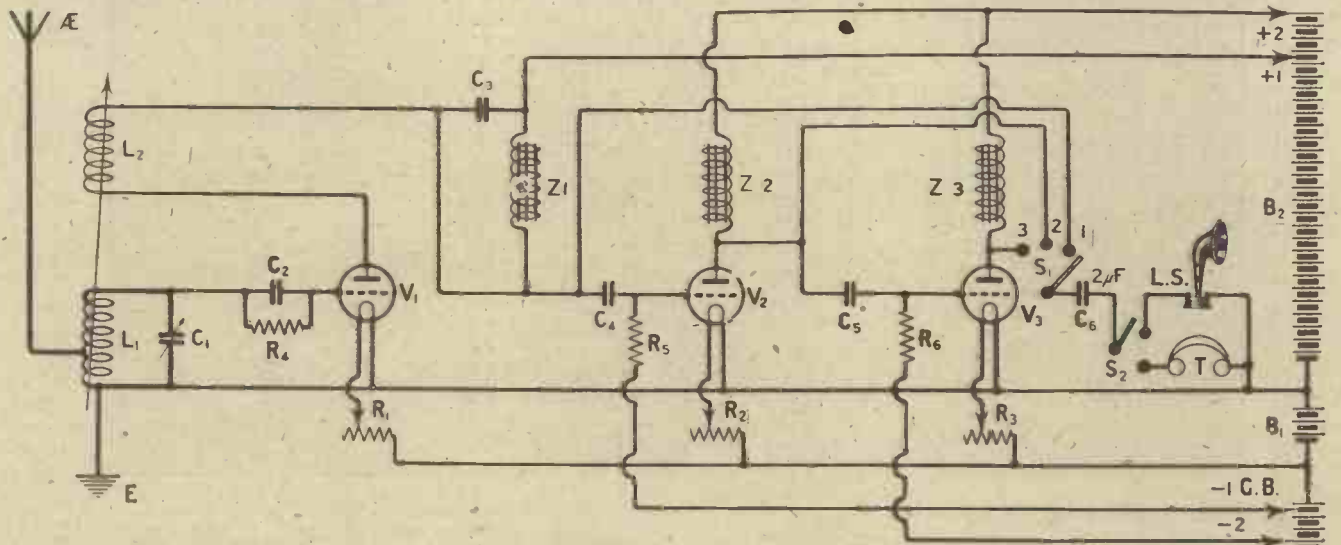 Æ
+2
+1
C₃
L₂
Z1
Z 2
Z 3
B₂
3
2
1
S₁
2µF
L.S.
C₂
V₁
C₄
V₂
C₅
V₃
C₆
L₁
C₁
R₄
R₅
R₆
S₂
T
R₁
R₂
R₃
B₁
E
-1 G.B.
-2